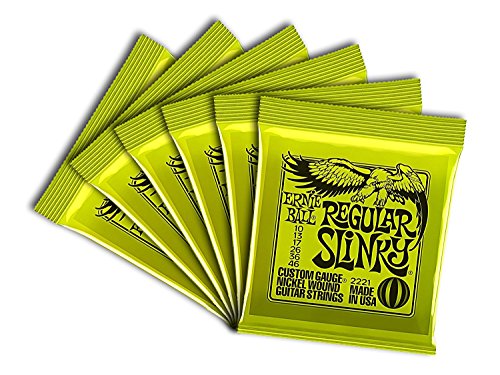 ERNIE BALL
REGULAR
SLINKY
10
13
17
26
36
46
CUSTOM GAUGE®
NICKEL WOUND
GUITAR STRINGS
2221
MADE IN
USA